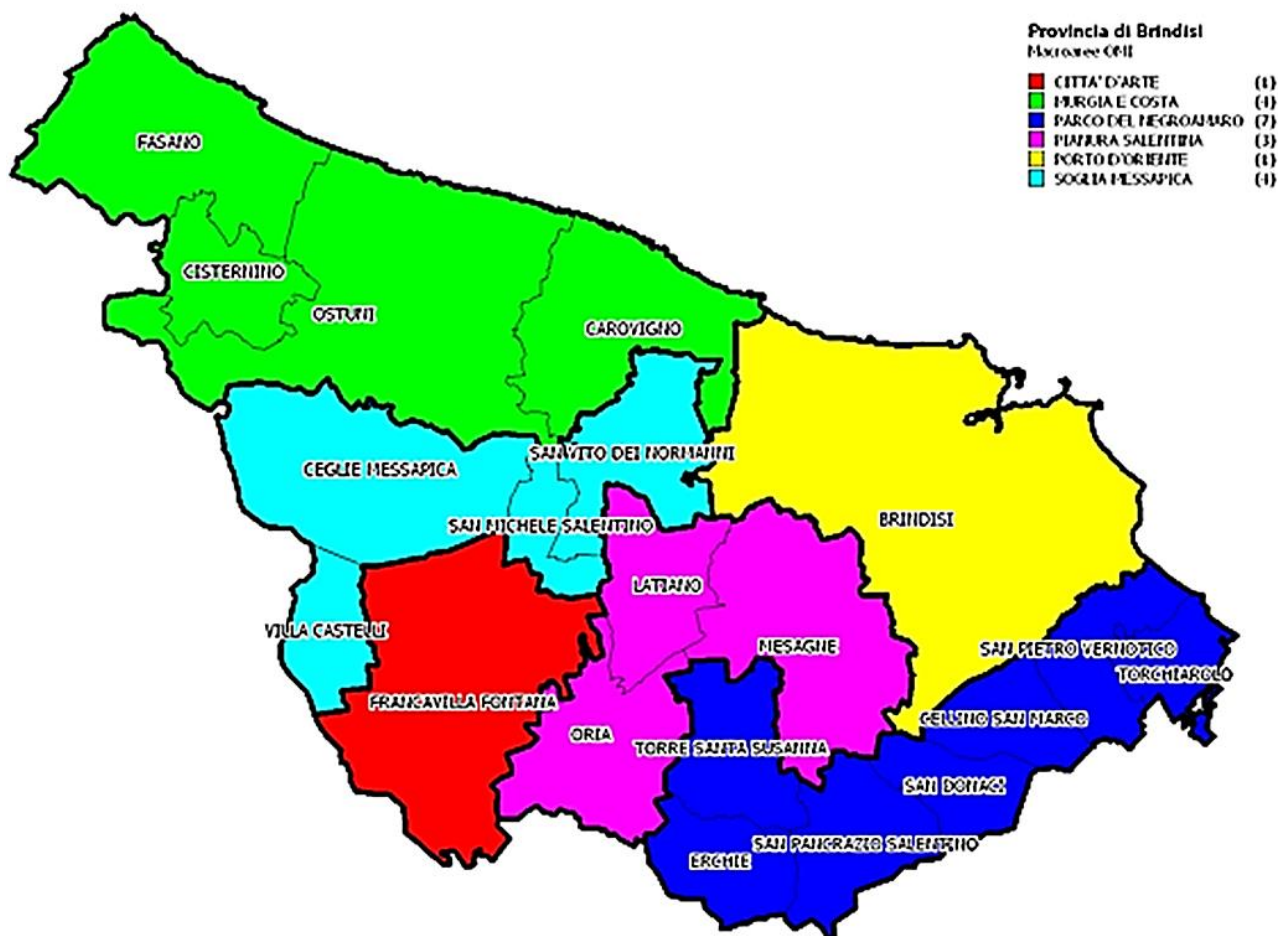 Provincia di Brindisi
Macroaree OMI
CITTA' D'ARTE (1)
MURGIA E COSTA (4)
PARCO DEL NEGROAMARO (7)
PIANURA SALENTINA (3)
PORTO D'ORIENTE (1)
SOGLIA MESSAPICA (4)
FASANO
CISTERNINO
OSTUNI
CAROVIGNO
SAN VITO DEI NORMANNI
CEGLIE MESSAPICA
SAN MICHELE SALENTINO
BRINDISI
LATIANO
VILLA CASTELLI
MESAGNE
SAN PIETRO VERNOTICO
TORCHIAROLO
FRANCAVILLA FONTANA
CELLINO SAN MARCO
ORIA
TORRE SANTA SUSANNA
SAN DONACI
SAN PANCRAZIO SALENTINO
ERCHIE